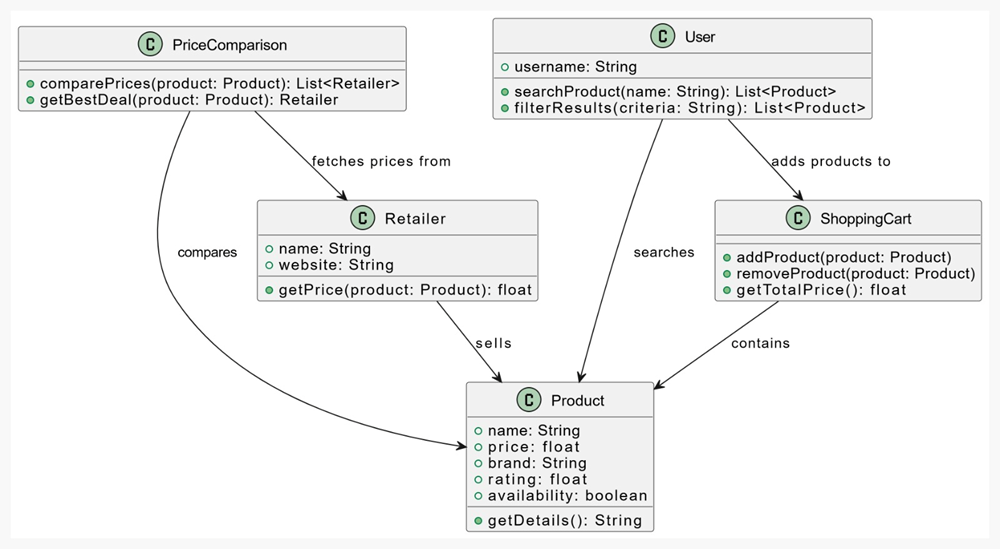 C PriceComparison
comparePrices(product: Product): List<Retailer>
getBestDeal(product: Product): Retailer
C User
username: String
searchProduct(name: String): List<Product>
filterResults(criteria: String): List<Product>
fetches prices from
adds products to
C Retailer
name: String
website: String
getPrice(product: Product): float
C ShoppingCart
addProduct(product: Product)
removeProduct(product: Product)
getTotalPrice(): float
compares
searches
sells
contains
C Product
name: String
price: float
brand: String
rating: float
availability: boolean
getDetails(): String